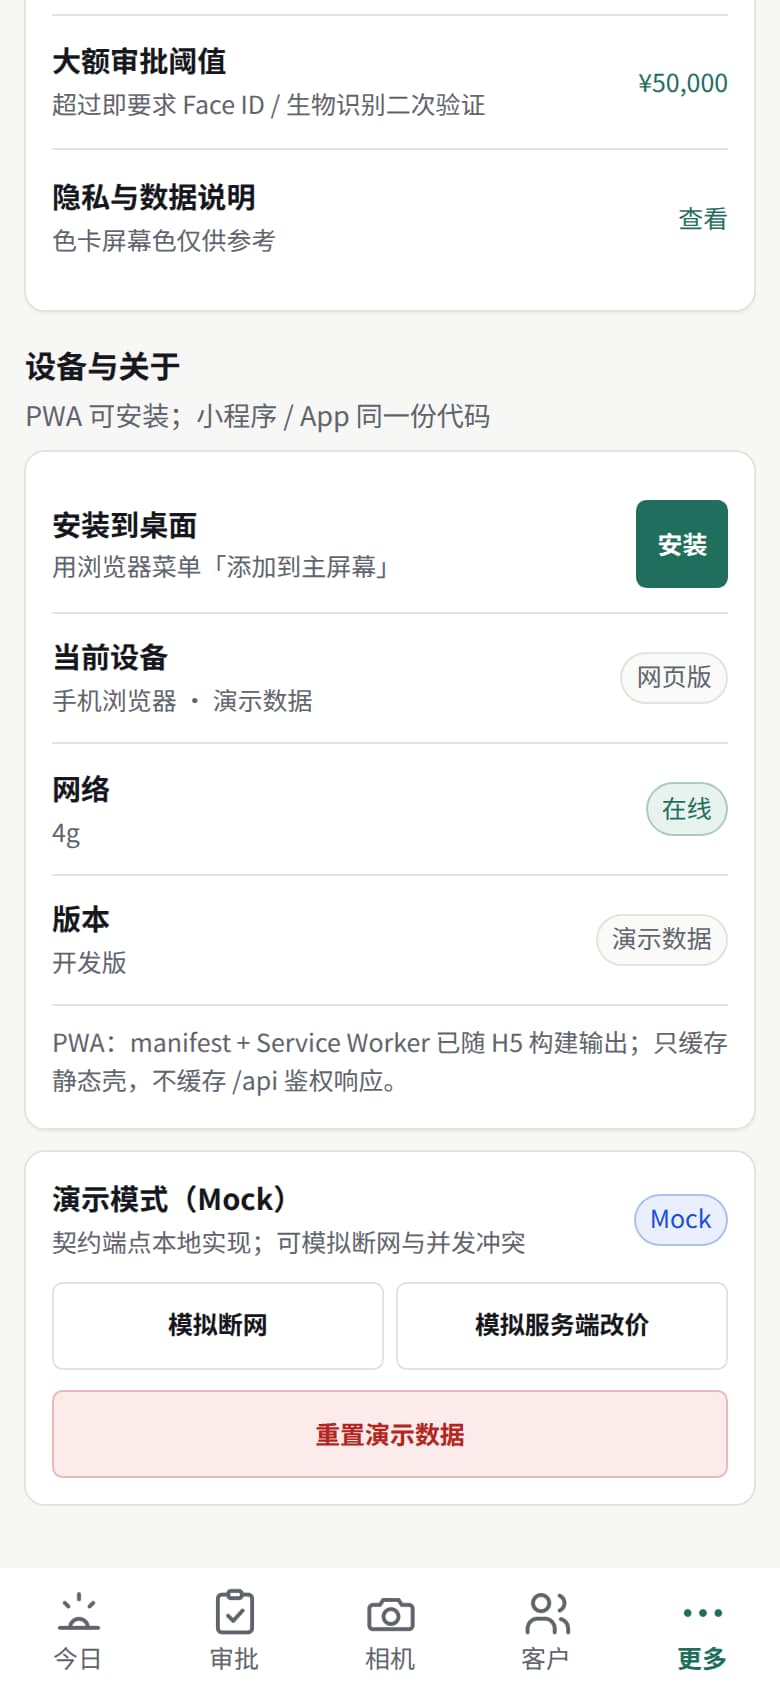 大额审批阈值
超过即要求 Face ID / 生物识别二次验证
¥50,000
隐私与数据说明
色卡屏幕色仅供参考
查看
设备与关于
PWA 可安装；小程序 / App 同一份代码
安装到桌面
用浏览器菜单「添加到主屏幕」
安装
当前设备
手机浏览器 · 演示数据
网页版
网络
4g
在线
版本
开发版
演示数据
PWA：manifest + Service Worker 已随 H5 构建输出；只缓存
静态壳，不缓存 /api 鉴权响应。
演示模式（Mock）
契约端点本地实现；可模拟断网与并发冲突
Mock
模拟断网
模拟服务端改价
重置演示数据
今日
审批
相机
客户
更多